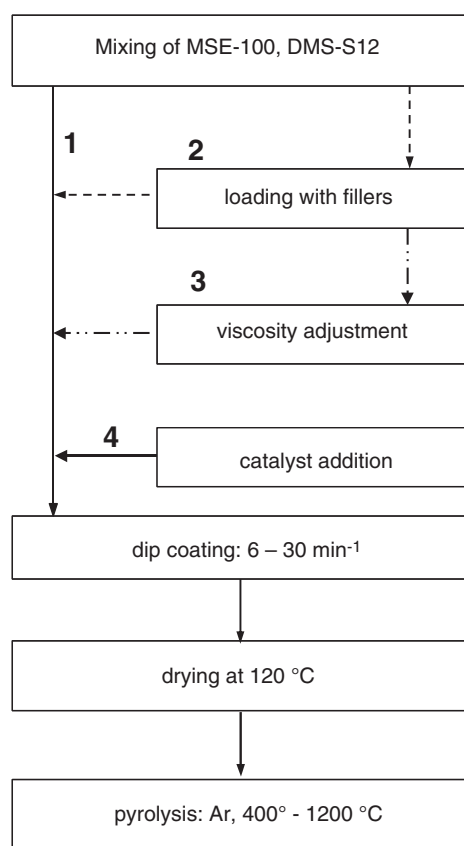 Mixing of MSE-100, DMS-S12
1
2
loading with fillers
3
viscosity adjustment
4
catalyst addition
dip coating: 6 – 30 min-1
drying at 120 °C
pyrolysis: Ar, 400° - 1200 °C